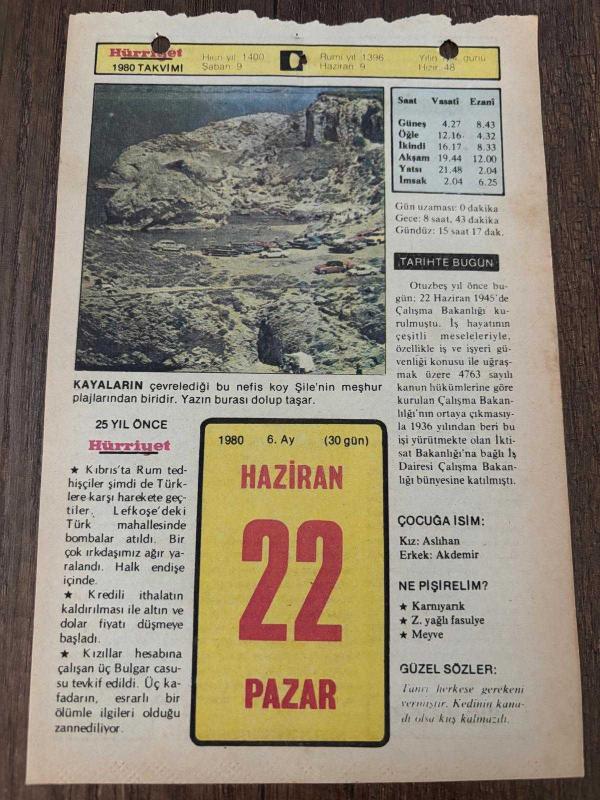 Hürriyet
1980 TAKVİMİ
Hicri yıl 1400
Şaban: 9
Rumi yıl 1396
Haziran: 9
Yılın günü
Hızır: 48
Saat Vasatî Ezanî
Güneş 4.27 8.43
Öğle 12.16 4.32
İkindi 16.17 8.33
Akşam 19.44 12.00
Yatsı 21.48 2.04
İmsak 2.04 6.25
Gün uzaması: 0 dakika
Gece: 8 saat, 43 dakika
Gündüz: 15 saat 17 dak.
KAYALARIN çevrelediği bu nefis koy Şile'nin meşhur
plajlarından biridir. Yazın burası dolup taşar.
25 YIL ÖNCE
Hürriyet
★ Kıbrıs'ta Rum ted-
hişçiler şimdi de Türk-
lere karşı harekete geç-
tiler. Lefkoşe'deki
Türk mahallesinde
bombalar atıldı. Bir
çok ırkdaşımız ağır ya-
ralandı. Halk endişe
içinde.
★ Kredili ithalatın
kaldırılması ile altın ve
dolar fiyatı düşmeye
başladı.
★ Kızıllar hesabına
çalışan üç Bulgar casu-
su tevkif edildi. Üç ka-
fadarın, esrarlı bir
ölümle ilgileri olduğu
zannediliyor.
1980 6. Ay (30 gün)
HAZİRAN
22
PAZAR
TARİHTE BUGÜN
Otuzbeş yıl önce bu-
gün; 22 Haziran 1945'de
Çalışma Bakanlığı ku-
rulmuştu. İş hayatının
çeşitli meseleleriyle,
özellikle iş ve işyeri gü-
venliği konusu ile uğraş-
mak üzere 4763 sayılı
kanun hükümlerine göre
kurulan Çalışma Bakan-
lığı'nın ortaya çıkmasıy-
la 1936 yılından beri bu
işi yürütmekte olan İkti-
sat Bakanlığı'na bağlı İş
Dairesi Çalışma Bakan-
lığı bünyesine katılmıştı.
ÇOCUĞA İSİM:
Kız: Aslıhan
Erkek: Akdemir
NE PİŞİRELİM?
★ Karnıyarık
★ Z. yağlı fasulye
★ Meyve
GÜZEL SÖZLER:
Tanrı herkese gerekeni
vermiştir. Kedinin kana-
dı olsa kuş kalmazdı.